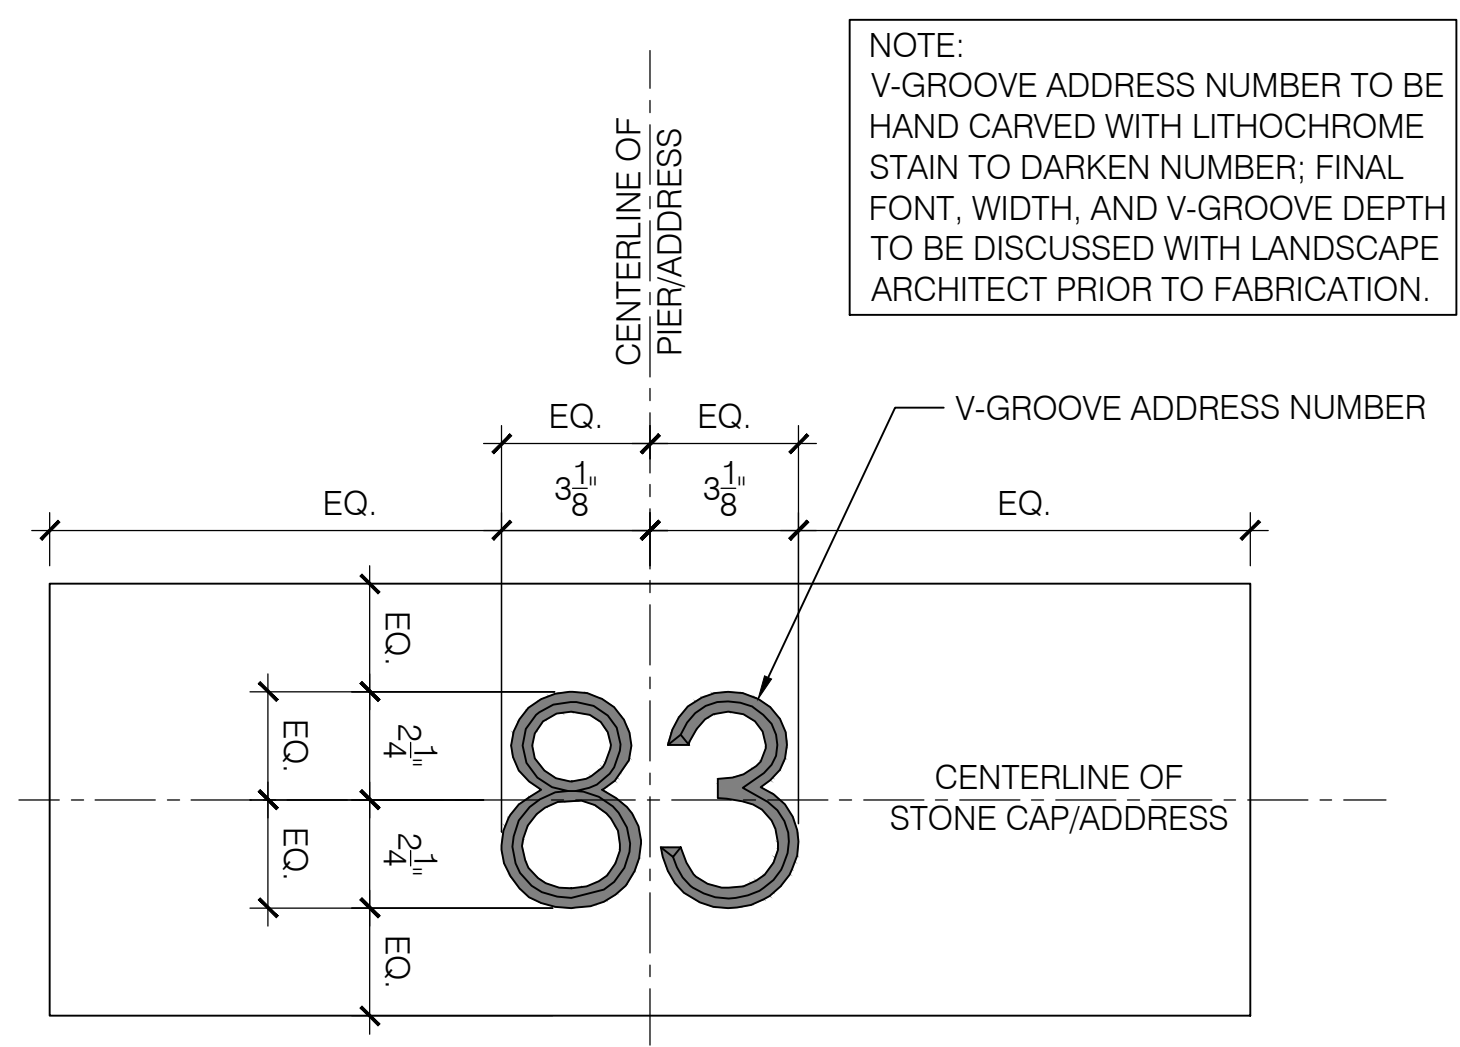 NOTE:
V-GROOVE ADDRESS NUMBER TO BE
HAND CARVED WITH LITHOCHROME
STAIN TO DARKEN NUMBER; FINAL
FONT, WIDTH, AND V-GROOVE DEPTH
TO BE DISCUSSED WITH LANDSCAPE
ARCHITECT PRIOR TO FABRICATION.
CENTERLINE OF
PIER/ADDRESS
V-GROOVE ADDRESS NUMBER
EQ.
EQ.
3 1/8"
3 1/8"
EQ.
EQ.
EQ.
EQ.
2 1/4"
EQ.
2 1/4"
EQ.
83
CENTERLINE OF
STONE CAP/ADDRESS